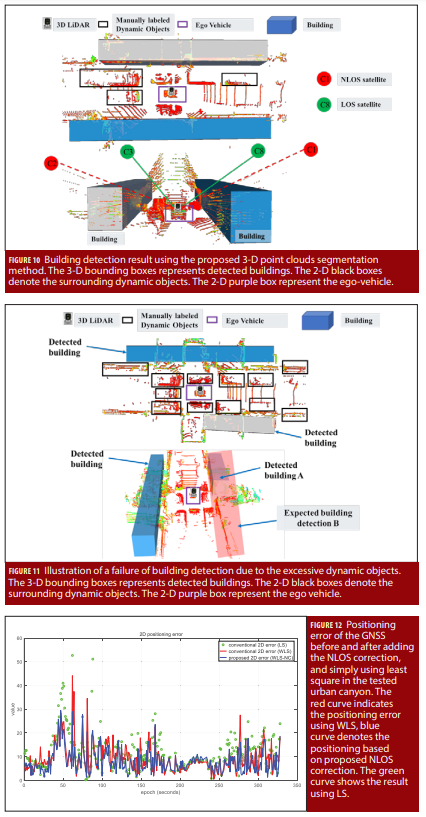 3D LiDAR
Manually labeled
Dynamic Objects
Ego Vehicle
Building
C1
NLOS satellite
C8
LOS satellite
C2
C3
C8
C1
Building
Building
FIGURE 10 Building detection result using the proposed 3-D point clouds segmentation
method. The 3-D bounding boxes represents detected buildings. The 2-D black boxes
denote the surrounding dynamic objects. The 2-D purple box represent the ego-vehicle.
3D LiDAR
Manually labeled
Dynamic Objects
Ego Vehicle
Building
Detected
building
Detected
building
Detected
building
Detected
building A
Expected building
detection B
FIGURE 11 Illustration of a failure of building detection due to the excessive dynamic objects.
The 3-D bounding boxes represents detected buildings. The 2-D black boxes denote the
surrounding dynamic objects. The 2-D purple box represent the ego vehicle.
2D positioning error
conventional 2D error (LS)
conventional 2D error (WLS)
proposed 2D error (WLS-NC)
60
50
40
30
20
10
0
value
0
50
100
150
200
250
300
350
epoch (seconds)
FIGURE 12 Positioning
error of the GNSS
before and after adding
the NLOS correction,
and simply using least
square in the tested
urban canyon. The
red curve indicates
the positioning error
using WLS, blue
curve denotes the
positioning based
on proposed NLOS
correction. The green
curve shows the result
using LS.